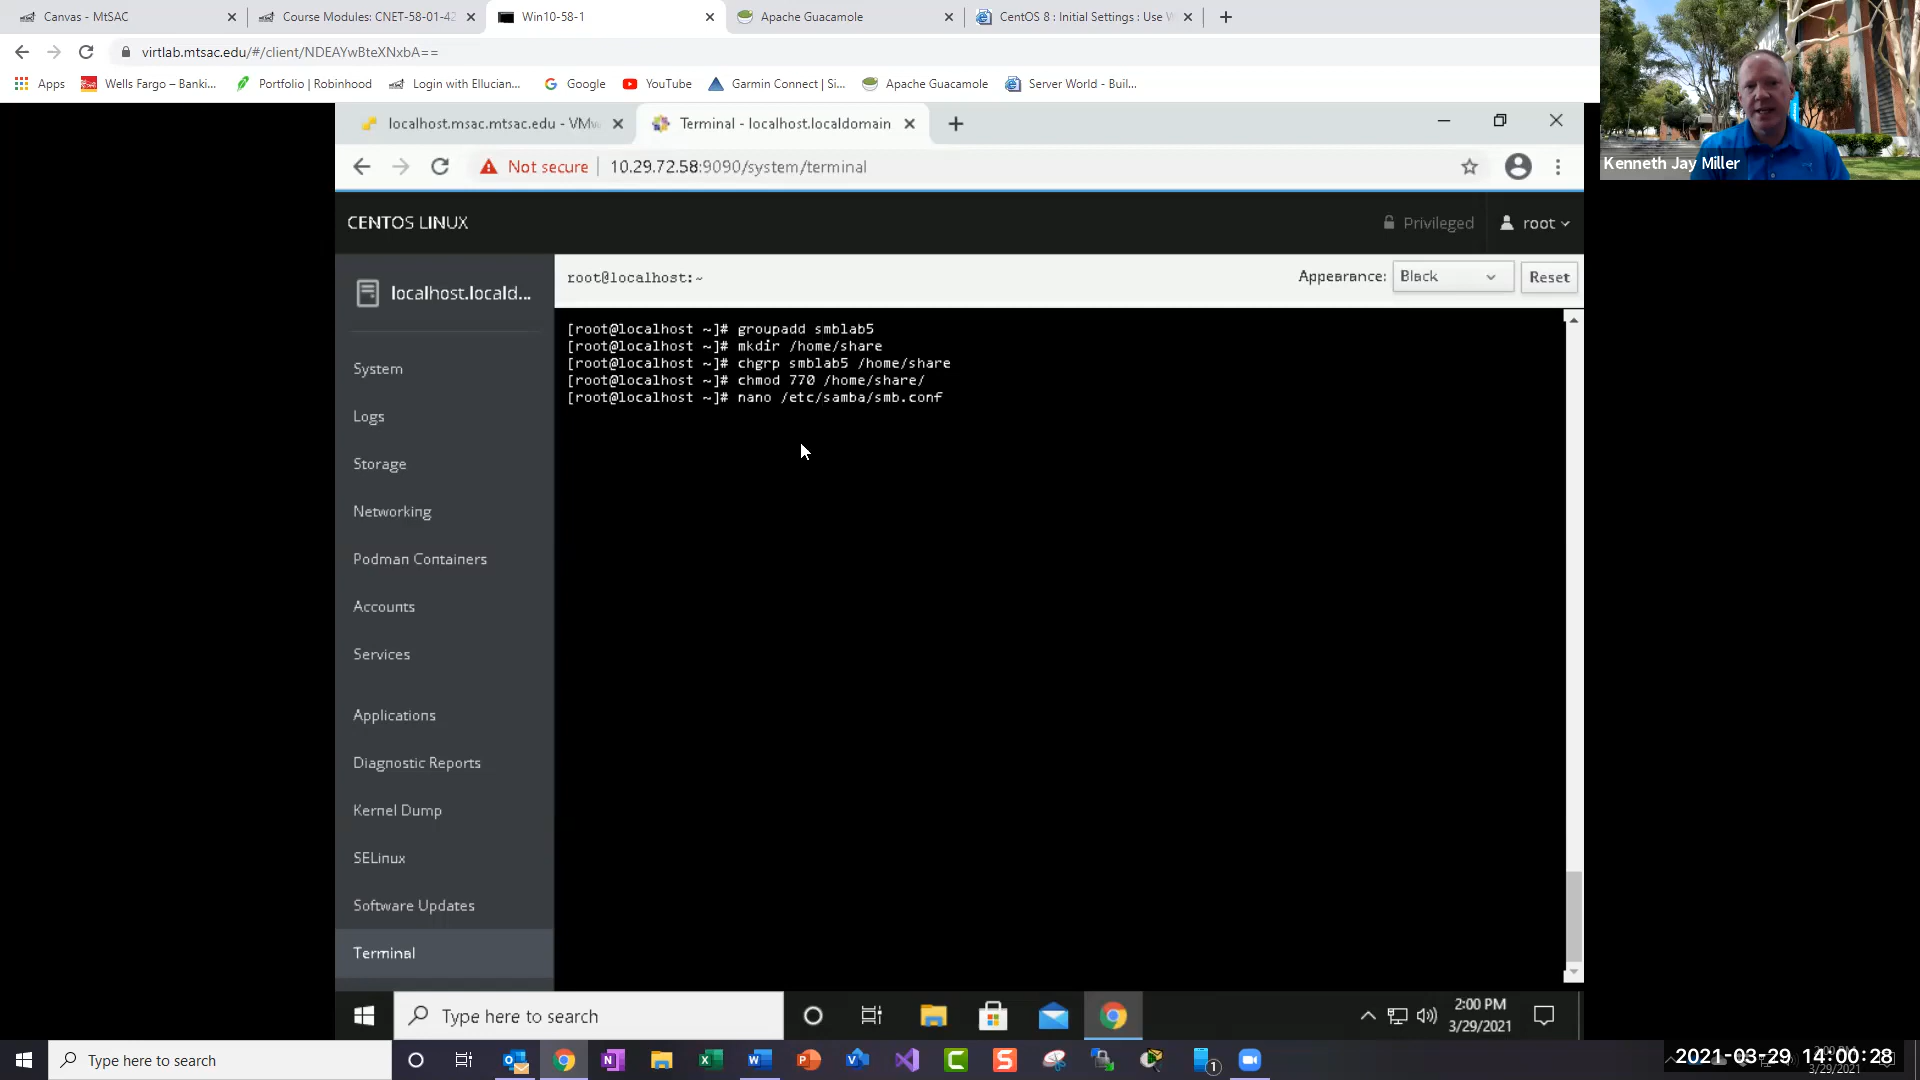 Canvas - MtSAC
Course Modules: CNET-58-01-42
Win10-58-1
Apache Guacamole
CentOS 8 : Initial Settings : Use W
virtlab.mtsac.edu/#/client/NDEAYwBteXNxbA==
Apps
Wells Fargo – Banki...
Portfolio | Robinhood
Login with Ellucian...
Google
YouTube
Garmin Connect | Si...
Apache Guacamole
Server World - Buil...
Kenneth Jay Miller
localhost.msac.mtsac.edu - VMw
Terminal - localhost.localdomain
Not secure
10.29.72.58:9090/system/terminal
CENTOS LINUX
Privileged
root
localhost.locald...
root@localhost:~
Appearance:
Black
Reset
System
Logs
Storage
Networking
Podman Containers
Accounts
Services
Applications
Diagnostic Reports
Kernel Dump
SELinux
Software Updates
Terminal
[root@localhost ~]# groupadd smblab5
[root@localhost ~]# mkdir /home/share
[root@localhost ~]# chgrp smblab5 /home/share
[root@localhost ~]# chmod 770 /home/share/
[root@localhost ~]# nano /etc/samba/smb.conf
Type here to search
2:00 PM
3/29/2021
Type here to search
1
2021-03-29 14:00:28
3/29/2021